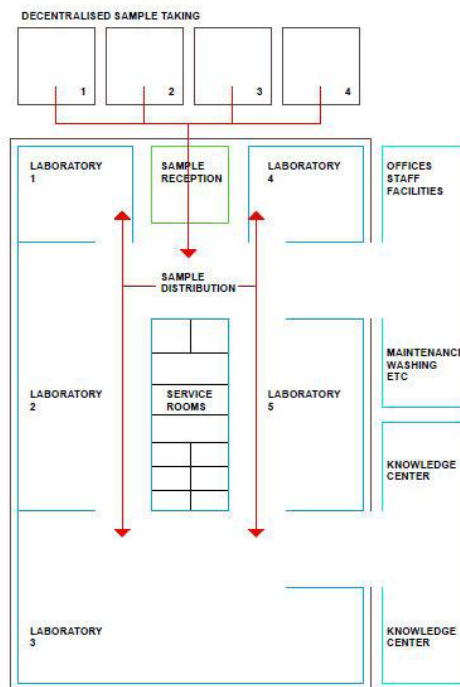 DECENTRALISED SAMPLE TAKING
1
2
3
4
LABORATORY
1
SAMPLE
RECEPTION
LABORATORY
4
OFFICES
STAFF
FACILITIES
SAMPLE
DISTRIBUTION
LABORATORY
2
SERVICE
ROOMS
LABORATORY
5
MAINTENANCE
WASHING
ETC
KNOWLEDGE
CENTER
LABORATORY
3
KNOWLEDGE
CENTER